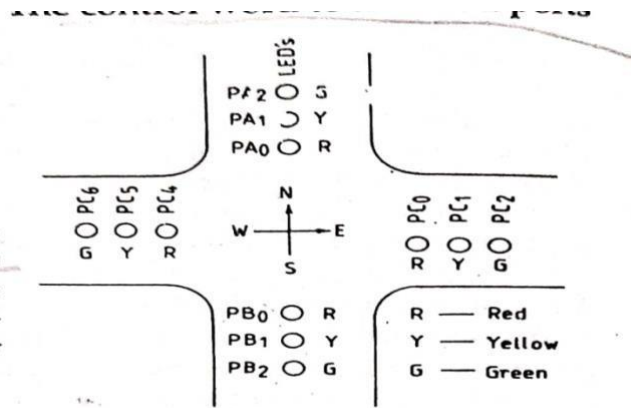 LED's
PA2 G
PA1 Y
PA0 R
PC6 PC5 PC4
G Y R
N
W E
S
PC0 PC1 PC2
R Y G
PB0 R
PB1 Y
PB2 G
R — Red
Y — Yellow
G — Green